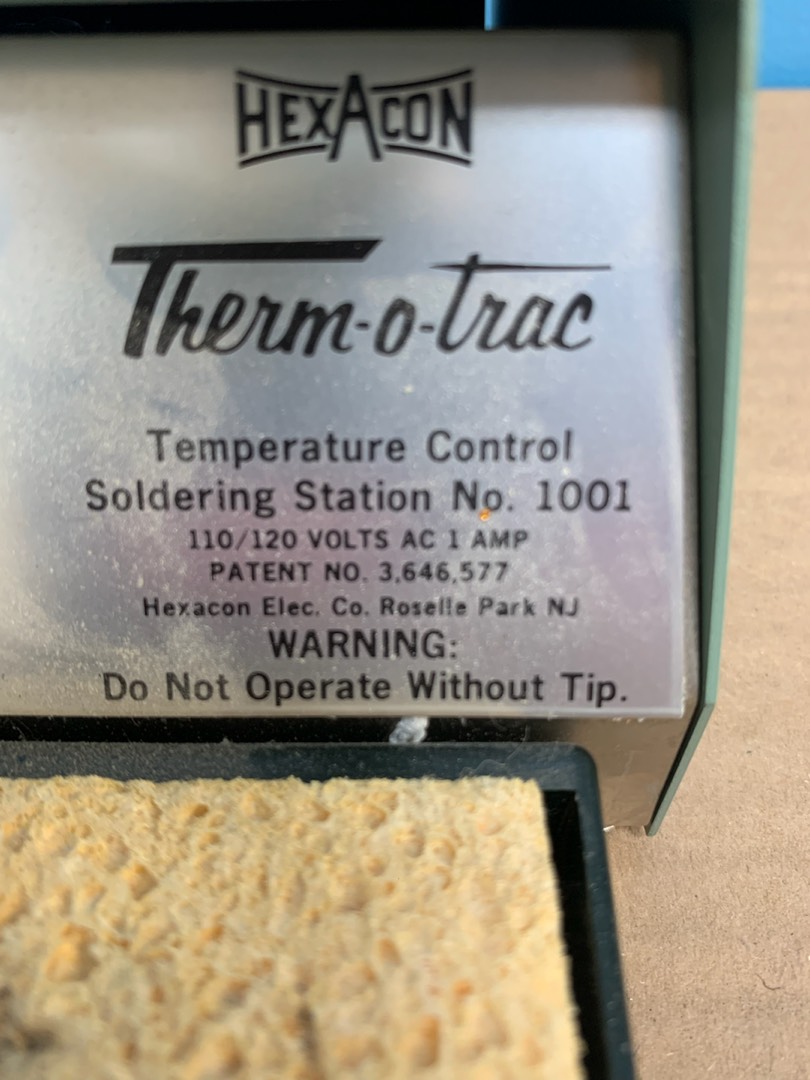 HEXACON
Therm-o-trac
Temperature Control
Soldering Station No. 1001
110/120 VOLTS AC 1 AMP
PATENT NO. 3,646,577
Hexacon Elec. Co. Roselle Park NJ
WARNING:
Do Not Operate Without Tip.